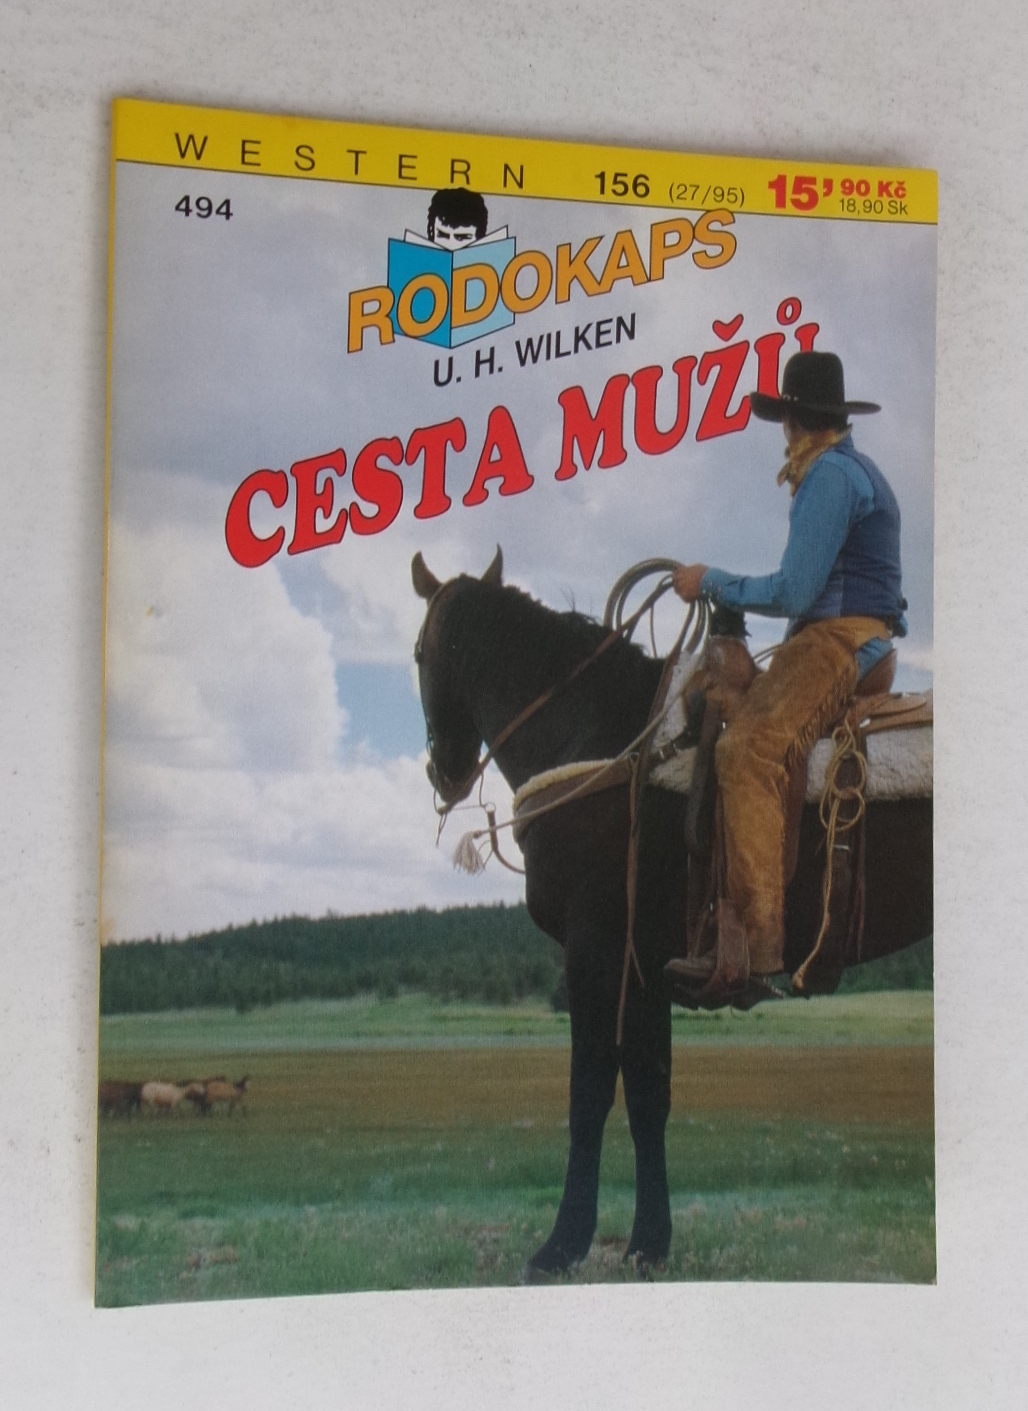 WESTERN 156 (27/95) 15,90 Kč
18,90 Sk
494
RODOKAPS
U. H. WILKEN
CESTA MUŽŮ